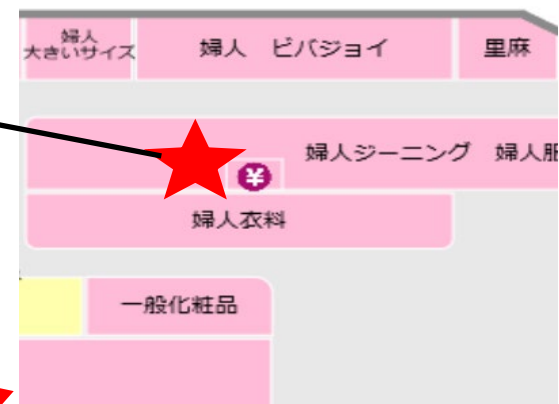 婦人
大きいサイズ
婦人 ビバジョイ
里麻
婦人ジーニング 婦人服
¥
婦人衣料
一般化粧品